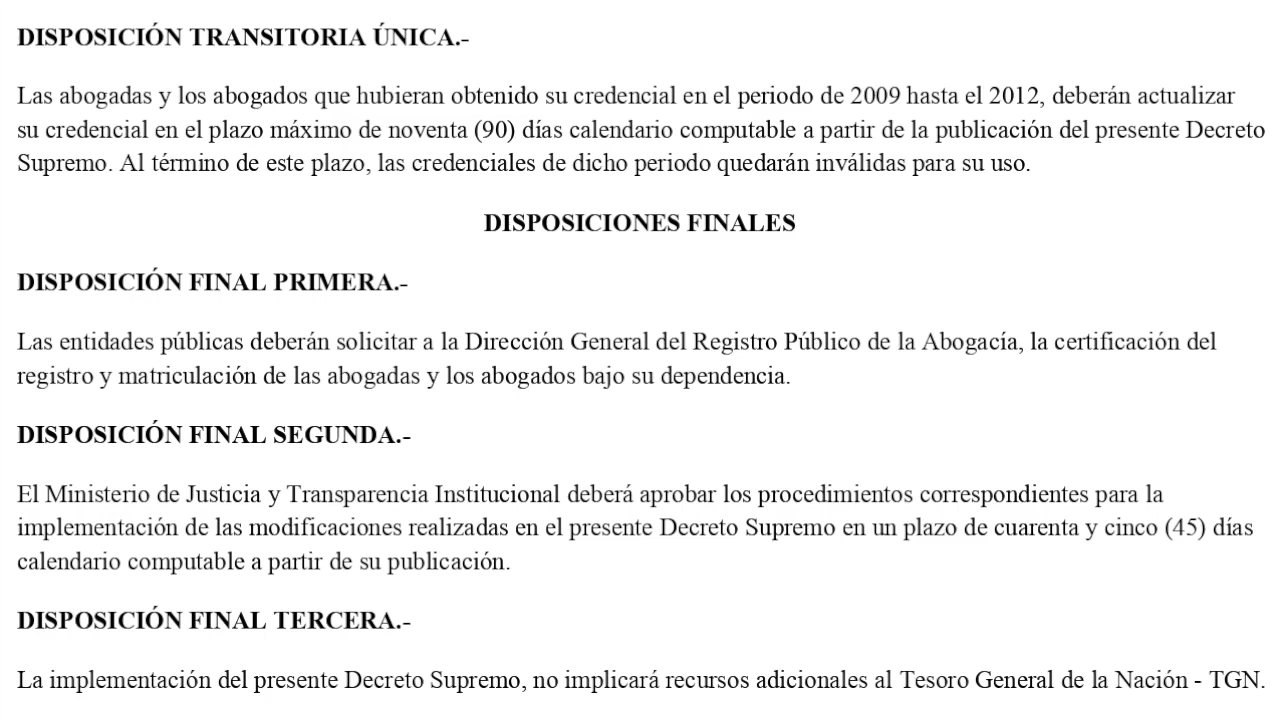 DISPOSICIÓN TRANSITORIA ÚNICA.-
Las abogadas y los abogados que hubieran obtenido su credencial en el periodo de 2009 hasta el 2012, deberán actualizar
su credencial en el plazo máximo de noventa (90) días calendario computable a partir de la publicación del presente Decreto
Supremo. Al término de este plazo, las credenciales de dicho periodo quedarán inválidas para su uso.
DISPOSICIONES FINALES
DISPOSICIÓN FINAL PRIMERA.-
Las entidades públicas deberán solicitar a la Dirección General del Registro Público de la Abogacía, la certificación del
registro y matriculación de las abogadas y los abogados bajo su dependencia.
DISPOSICIÓN FINAL SEGUNDA.-
El Ministerio de Justicia y Transparencia Institucional deberá aprobar los procedimientos correspondientes para la
implementación de las modificaciones realizadas en el presente Decreto Supremo en un plazo de cuarenta y cinco (45) días
calendario computable a partir de su publicación.
DISPOSICIÓN FINAL TERCERA.-
La implementación del presente Decreto Supremo, no implicará recursos adicionales al Tesoro General de la Nación - TGN.